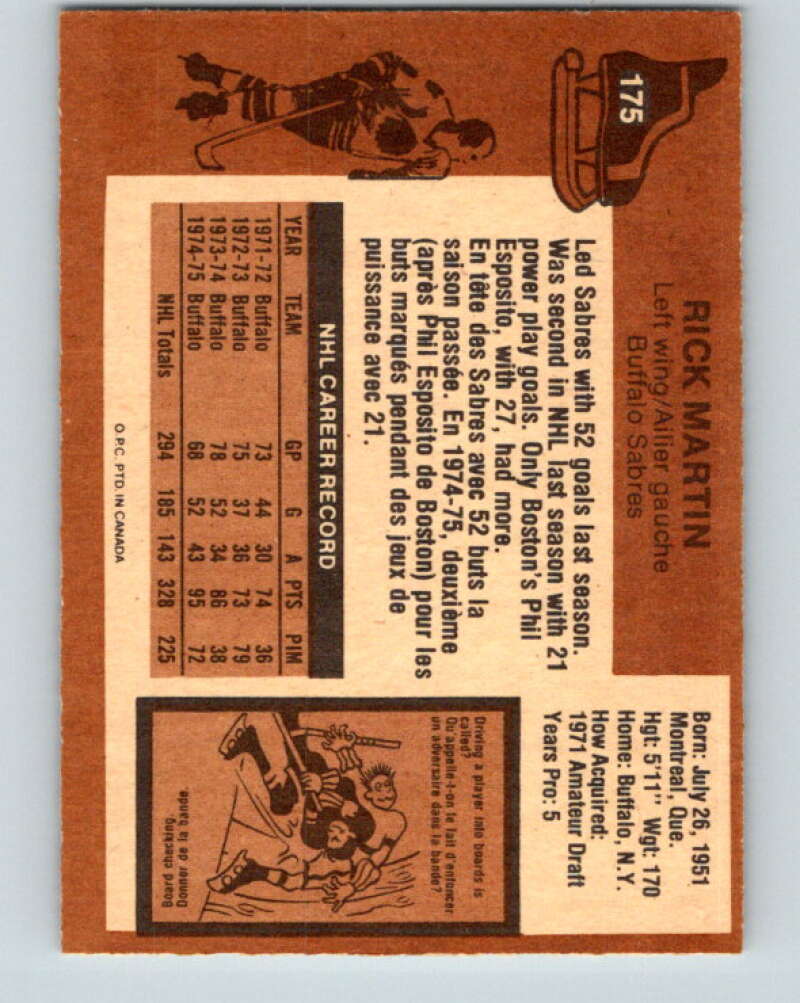 175
RICK MARTIN
Left wing/Ailier gauche
Buffalo Sabres
Led Sabres with 52 goals last season.
Was second in NHL last season with 21
power play goals. Only Boston's Phil
Esposito, with 27, had more.
En tête des Sabres avec 52 buts la
saison passée. En 1974-75, deuxième
(après Phil Esposito de Boston) pour les
buts marqués pendant des jeux de
puissance avec 21.
NHL CAREER RECORD
YEAR TEAM GP G A PTS PIM
1971-72 Buffalo 73 44 30 74 36
1972-73 Buffalo 75 37 36 73 79
1973-74 Buffalo 78 52 34 86 38
1974-75 Buffalo 68 52 43 95 72
NHL Totals 294 185 143 328 225
O.P.C. PTD. IN CANADA
Born: July 26, 1951
Montreal, Que.
Hgt: 5'11" Wgt: 170
Home: Buffalo, N.Y.
How Acquired:
1971 Amateur Draft
Years Pro: 5
Driving a player into boards is
called?
Qu'appelle-t-on le fait d'enfoncer
un adversaire dans la bande?
Board checking
Donner de la bande